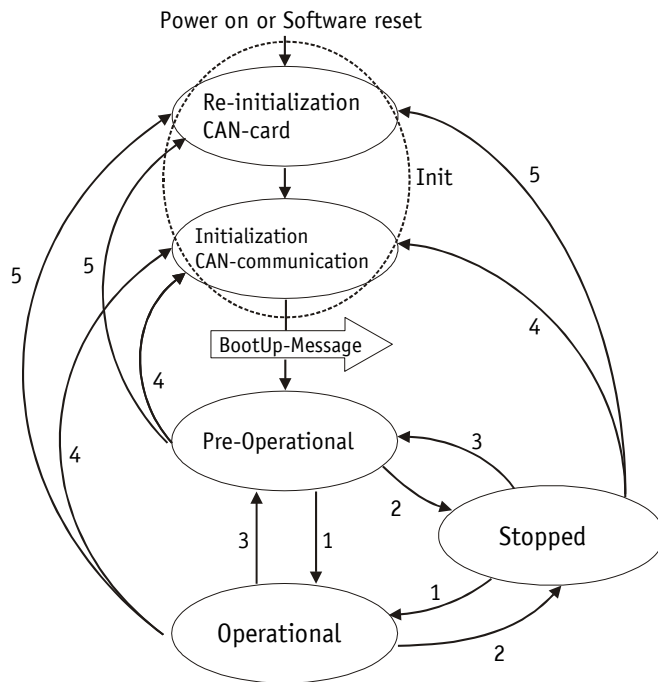 Power on or Software reset
Re-initialization
CAN-card
Init
5
Initialization
CAN-communication
5
5
4
BootUp-Message
4
4
Pre-Operational
3
2
Stopped
3
1
1
Operational
2